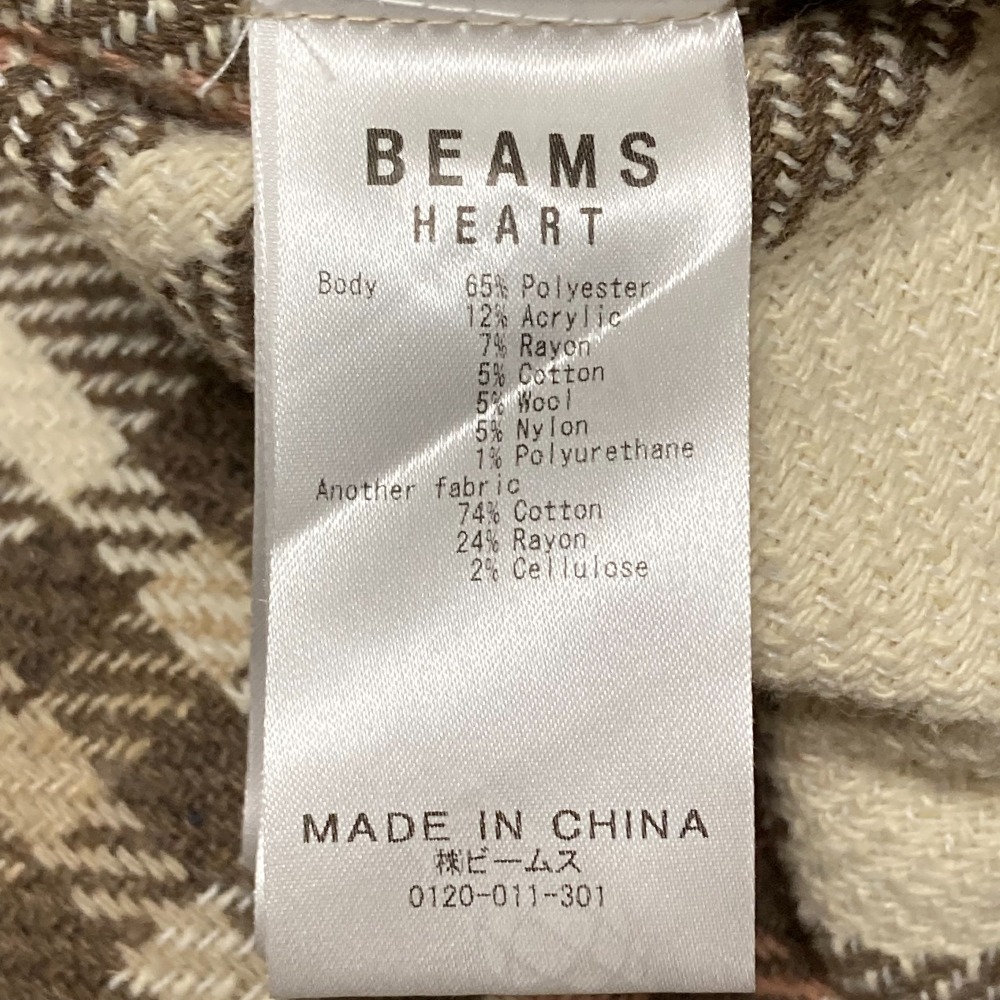 BEAMS
HEART
Body 65% Polyester
12% Acrylic
7% Rayon
5% Cotton
5% Wool
5% Nylon
1% Polyurethane
Another fabric
74% Cotton
24% Rayon
2% Cellulose
MADE IN CHINA
㈱ビームス
0120-011-301